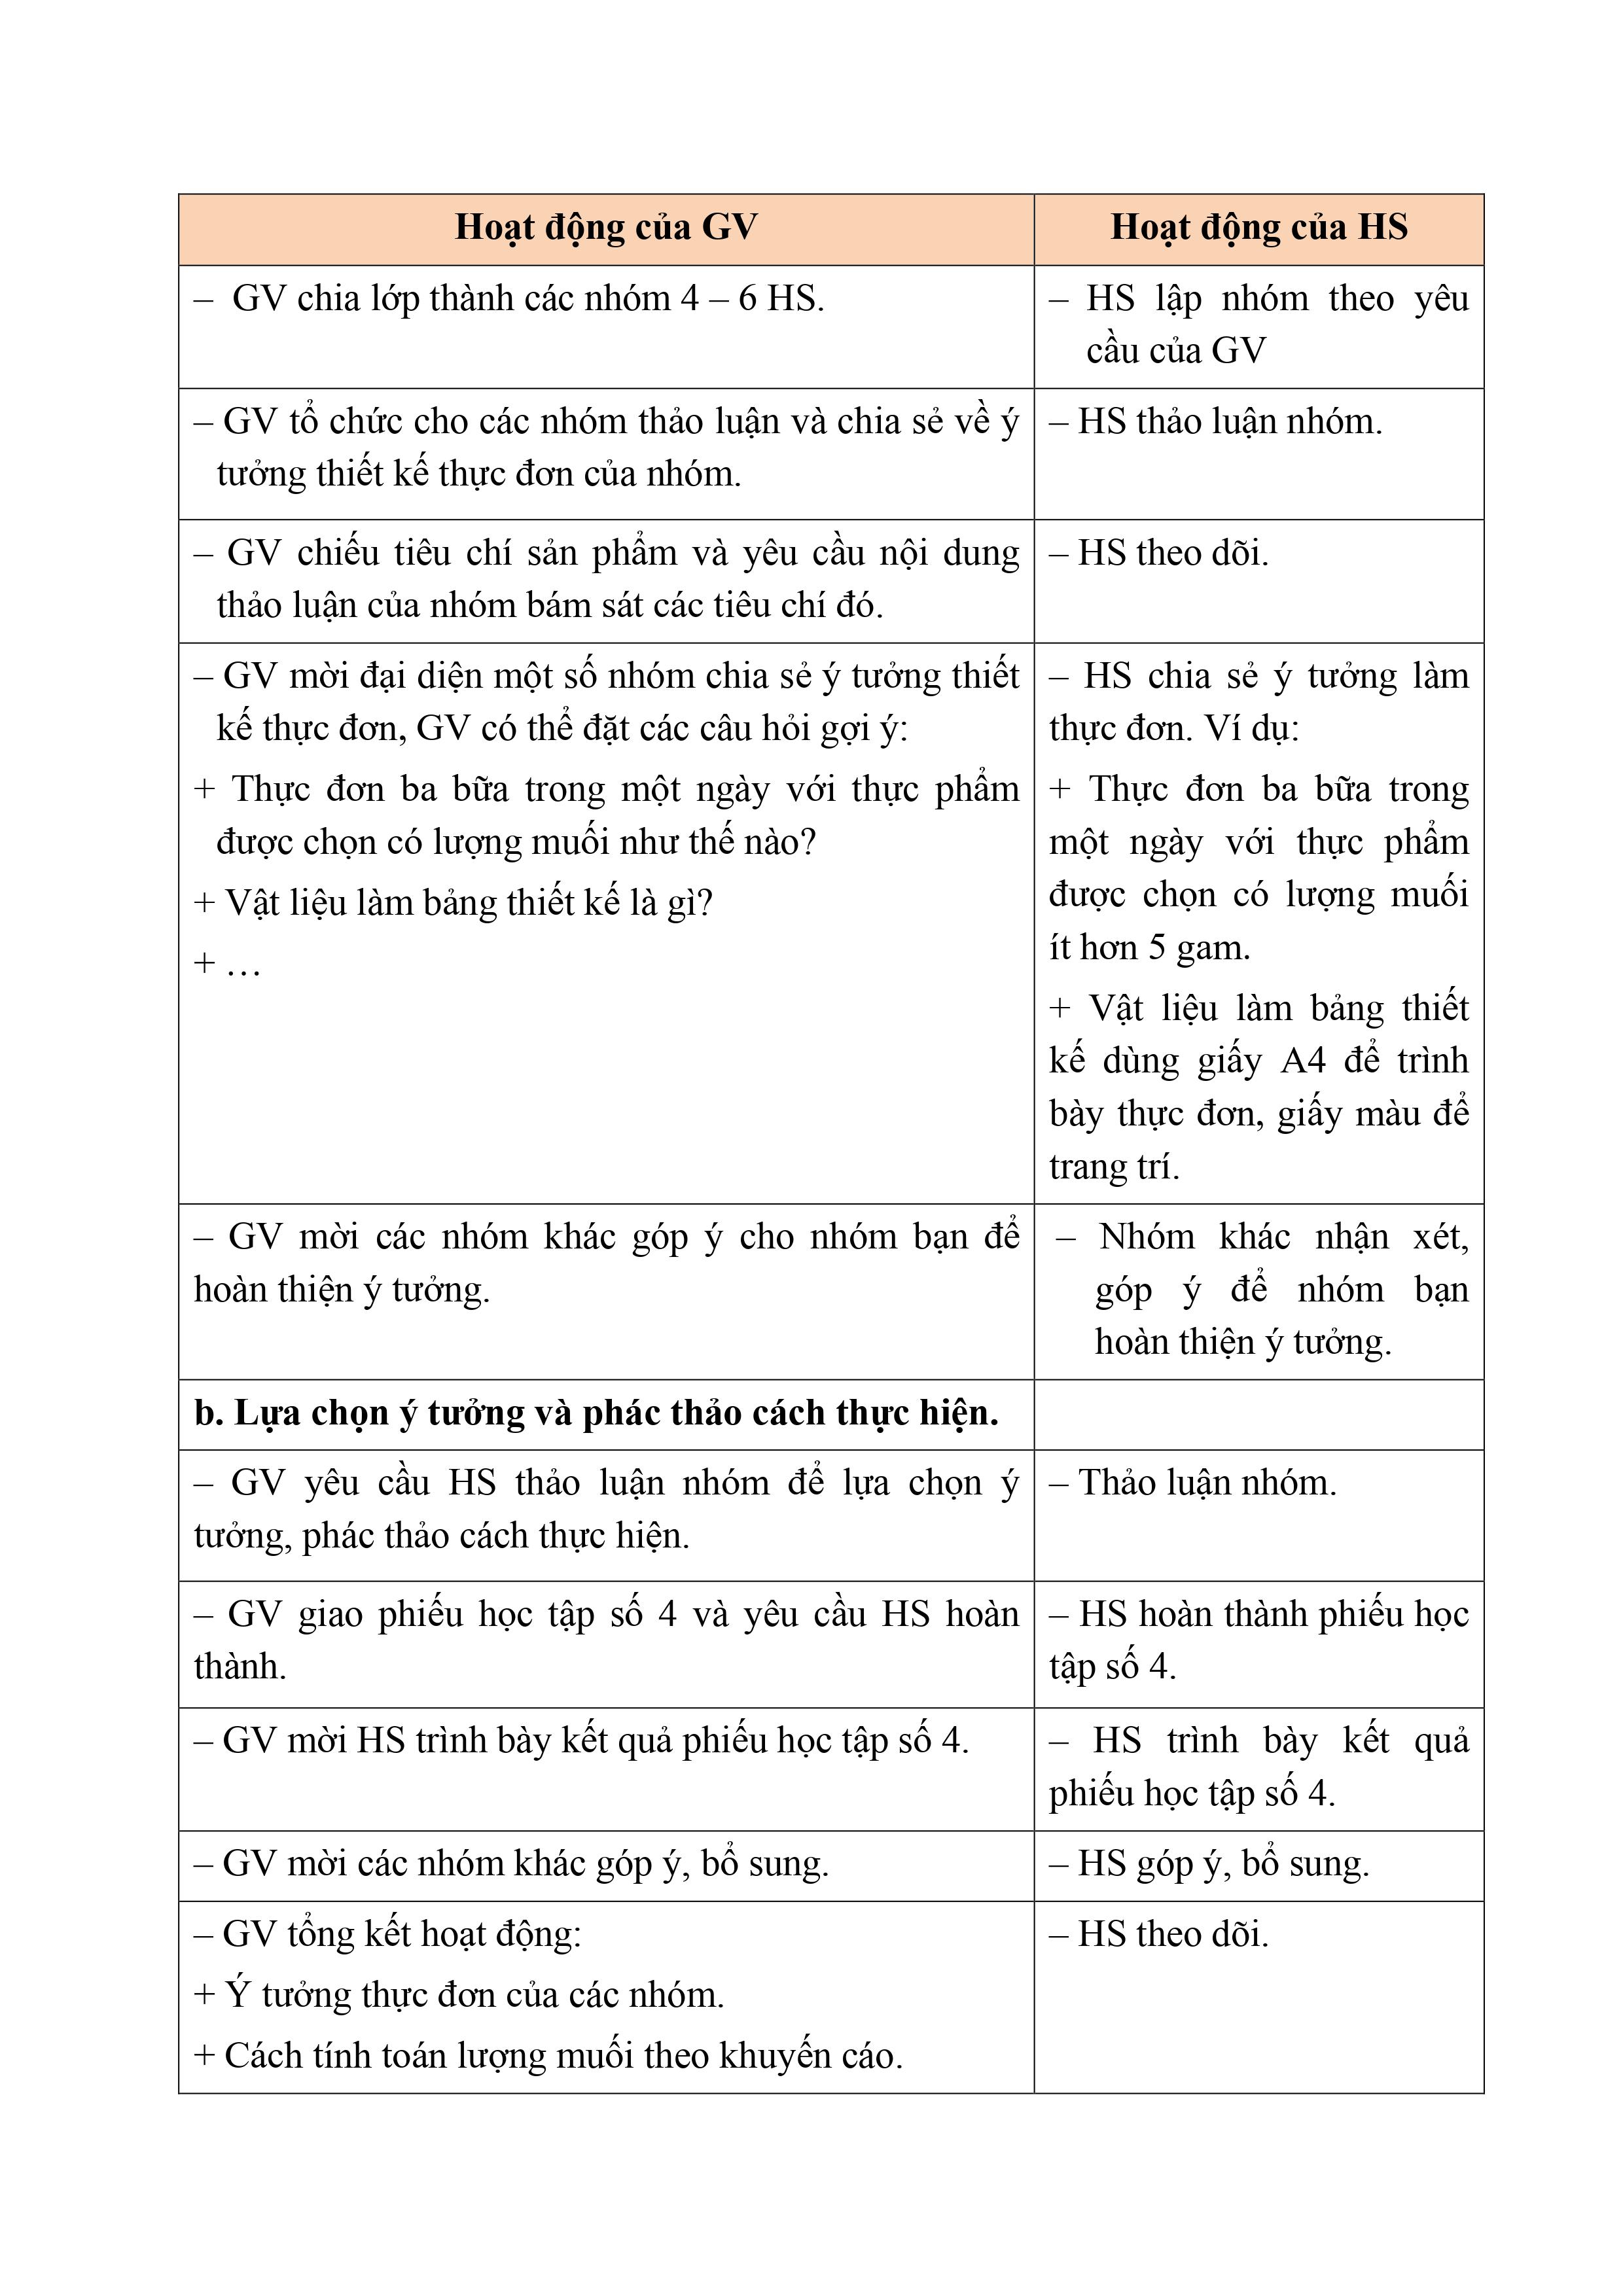 Hoạt động của GV
Hoạt động của HS
– GV chia lớp thành các nhóm 4 – 6 HS.
– HS lập nhóm theo yêu
cầu của GV
– GV tổ chức cho các nhóm thảo luận và chia sẻ về ý
tưởng thiết kế thực đơn của nhóm.
– HS thảo luận nhóm.
– GV chiếu tiêu chí sản phẩm và yêu cầu nội dung
thảo luận của nhóm bám sát các tiêu chí đó.
– HS theo dõi.
– GV mời đại diện một số nhóm chia sẻ ý tưởng thiết
kế thực đơn, GV có thể đặt các câu hỏi gợi ý:
+ Thực đơn ba bữa trong một ngày với thực phẩm
được chọn có lượng muối như thế nào?
+ Vật liệu làm bảng thiết kế là gì?
+ …
– HS chia sẻ ý tưởng làm
thực đơn. Ví dụ:
+ Thực đơn ba bữa trong
một ngày với thực phẩm
được chọn có lượng muối
ít hơn 5 gam.
+ Vật liệu làm bảng thiết
kế dùng giấy A4 để trình
bày thực đơn, giấy màu để
trang trí.
– GV mời các nhóm khác góp ý cho nhóm bạn để
hoàn thiện ý tưởng.
– Nhóm khác nhận xét,
góp ý để nhóm bạn
hoàn thiện ý tưởng.
b. Lựa chọn ý tưởng và phác thảo cách thực hiện.
– GV yêu cầu HS thảo luận nhóm để lựa chọn ý
tưởng, phác thảo cách thực hiện.
– Thảo luận nhóm.
– GV giao phiếu học tập số 4 và yêu cầu HS hoàn
thành.
– HS hoàn thành phiếu học
tập số 4.
– GV mời HS trình bày kết quả phiếu học tập số 4.
– HS trình bày kết quả
phiếu học tập số 4.
– GV mời các nhóm khác góp ý, bổ sung.
– HS góp ý, bổ sung.
– GV tổng kết hoạt động:
+ Ý tưởng thực đơn của các nhóm.
+ Cách tính toán lượng muối theo khuyến cáo.
– HS theo dõi.